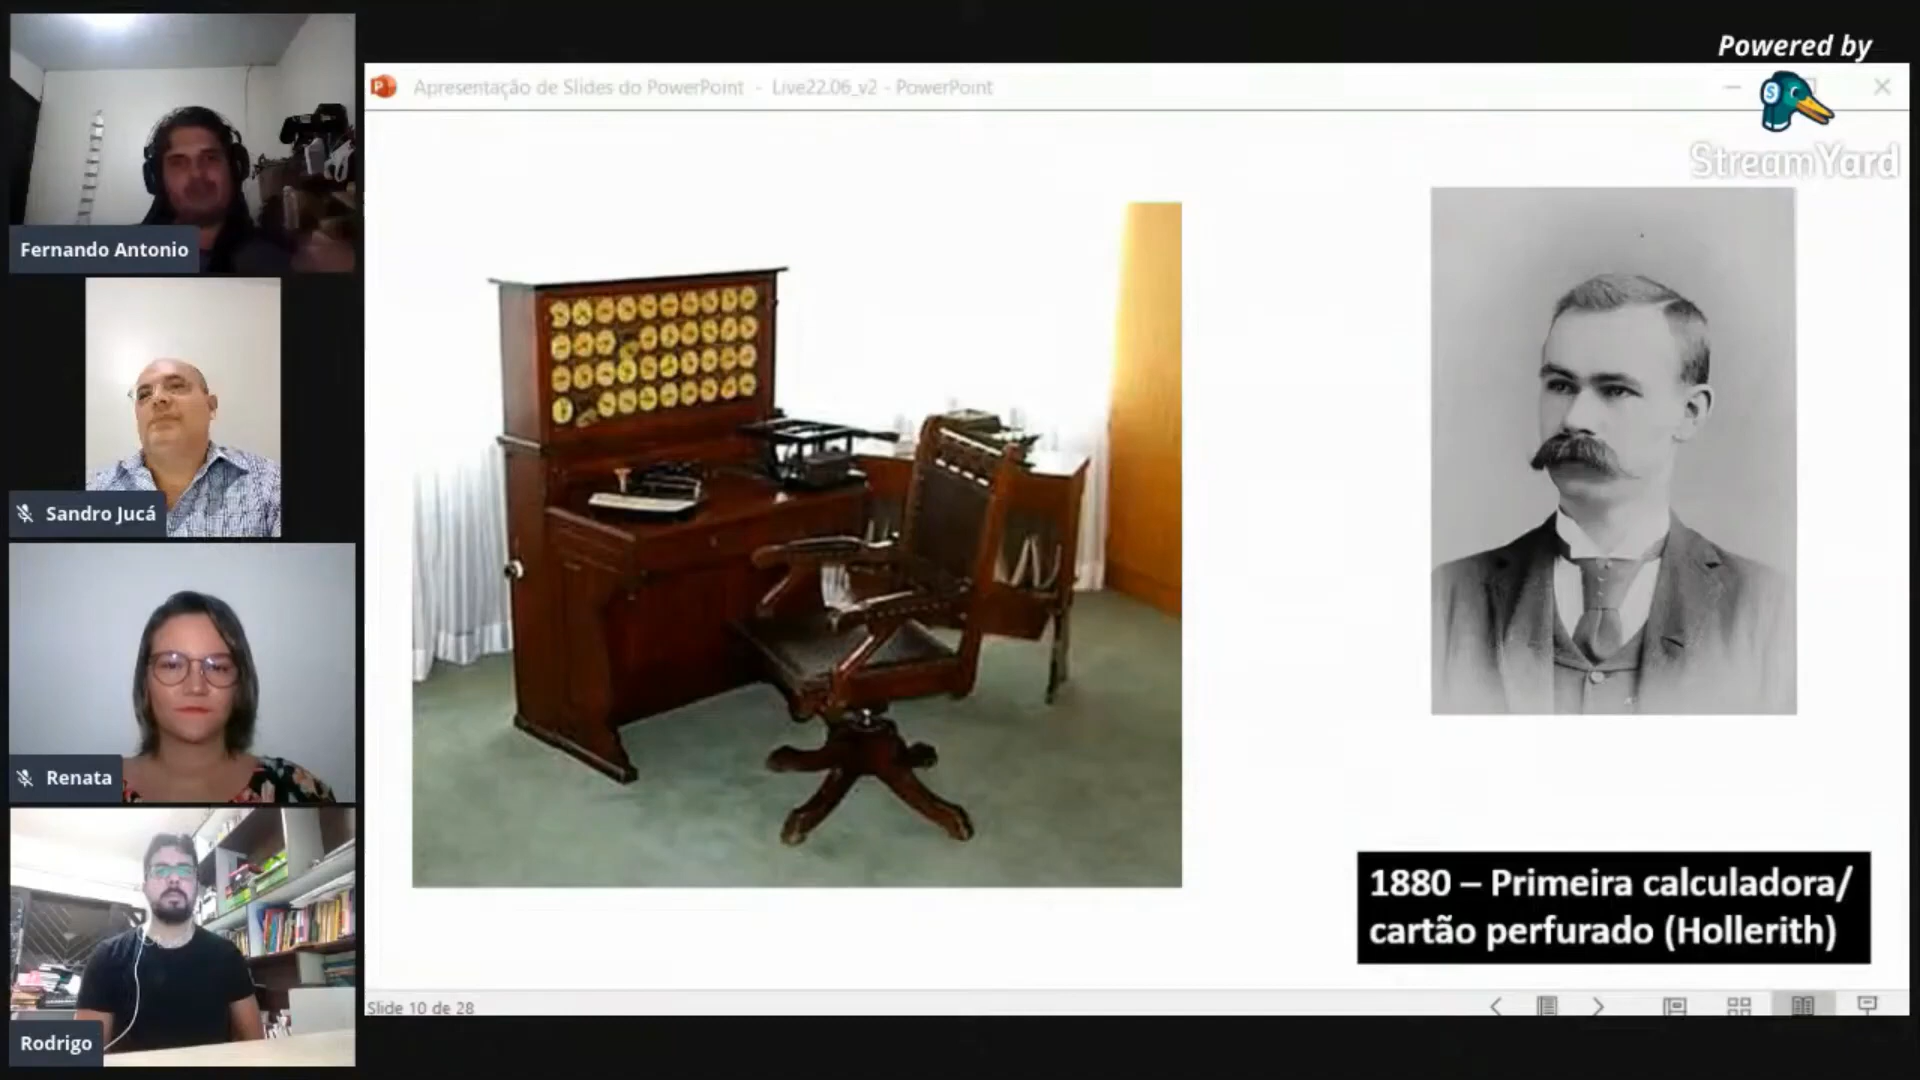 Powered by
StreamYard
Apresentação de Slides do PowerPoint - Live22.06_v2 - PowerPoint
Fernando Antonio
Sandro Jucá
Renata
Rodrigo
1880 – Primeira calculadora/
cartão perfurado (Hollerith)
Slide 10 de 28